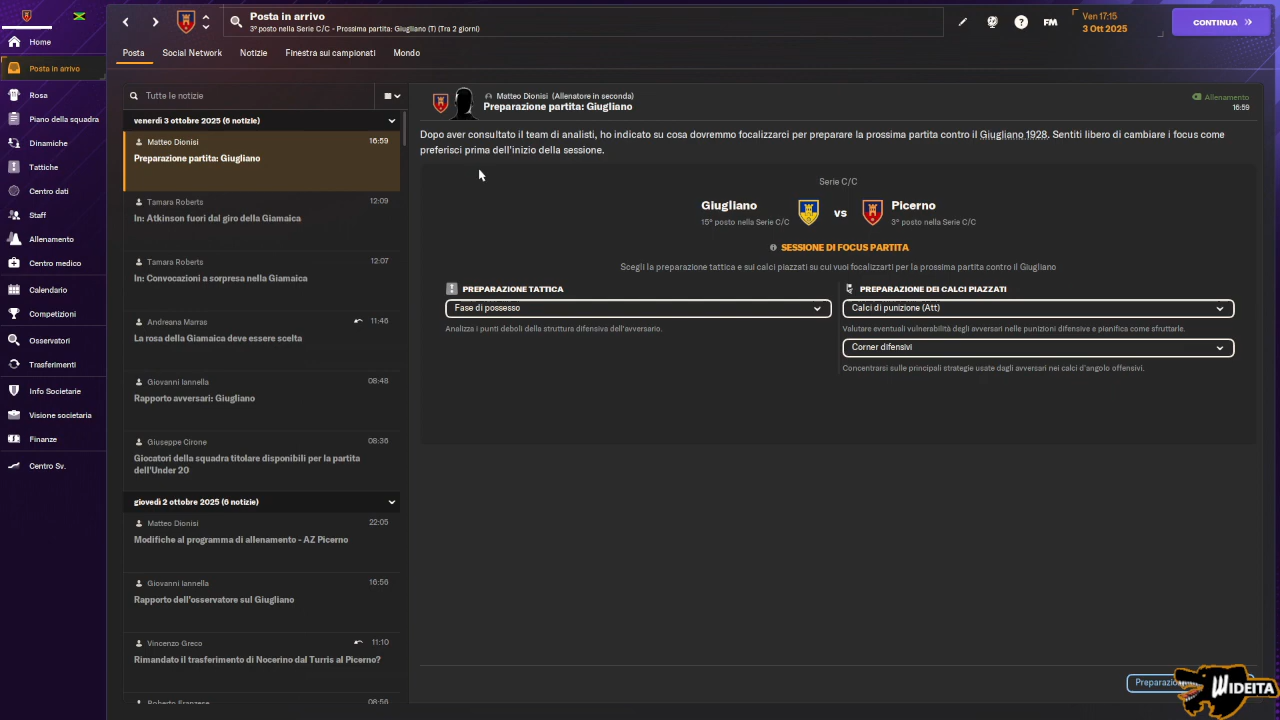 Posta in arrivo
3° posto nella Serie C/C - Prossima partita: Giugliano (T) (Tra 2 giorni)
FM
Ven 17:15
3 Ott 2025
CONTINUA
Home
Posta in arrivo
Rosa
Piano della squadra
Dinamiche
Tattiche
Centro dati
Staff
Allenamento
Centro medico
Calendario
Competizioni
Osservatori
Trasferimenti
Info Societarie
Visione societaria
Finanze
Centro Sv.
Posta
Social Network
Notizie
Finestra sui campionati
Mondo
Tutte le notizie
venerdì 3 ottobre 2025 (6 notizie)
Matteo Dionisi 16:59
Preparazione partita: Giugliano
Tamara Roberts 12:09
In: Atkinson fuori dal giro della Giamaica
Tamara Roberts 12:07
In: Convocazioni a sorpresa nella Giamaica
Andreana Marras 11:46
La rosa della Giamaica deve essere scelta
Giovanni Iannella 08:48
Rapporto avversari: Giugliano
Giuseppe Cirone 08:36
Giocatori della squadra titolare disponibili per la partita
dell'Under 20
giovedì 2 ottobre 2025 (6 notizie)
Matteo Dionisi 22:05
Modifiche al programma di allenamento - AZ Picerno
Giovanni Iannella 16:56
Rapporto dell'osservatore sul Giugliano
Vincenzo Greco 11:10
Rimandato il trasferimento di Nocerino dal Turris al Picerno?
Roberto Franzese 08:56
Matteo Dionisi (Allenatore in seconda)
Preparazione partita: Giugliano
Allenamento
16:59
Dopo aver consultato il team di analisti, ho indicato su cosa dovremmo focalizzarci per preparare la prossima partita contro il Giugliano 1928. Sentiti libero di cambiare i focus come
preferisci prima dell'inizio della sessione.
Serie C/C
Giugliano
15° posto nella Serie C/C
vs
Picerno
3° posto nella Serie C/C
SESSIONE DI FOCUS PARTITA
Scegli la preparazione tattica e sui calci piazzati su cui vuoi focalizzarti per la prossima partita contro il Giugliano
PREPARAZIONE TATTICA
Fase di possesso
Analizza i punti deboli della struttura difensiva dell'avversario.
PREPARAZIONE DEI CALCI PIAZZATI
Calci di punizione (Att)
Valutare eventuali vulnerabilità degli avversari nelle punizioni difensive e pianifica come sfruttarle.
Corner difensivi
Concentrarsi sulle principali strategie usate dagli avversari nei calci d'angolo offensivi.
WIDEITA